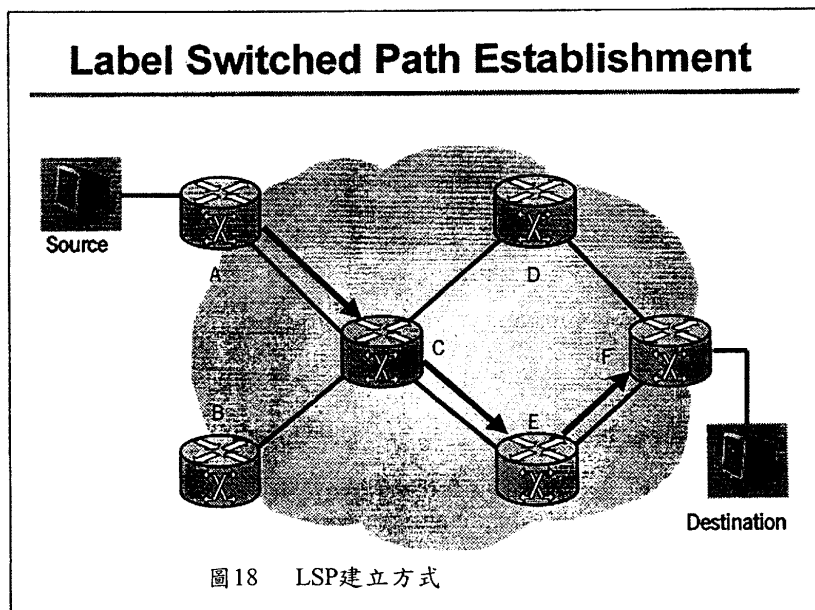 Label Switched Path Establishment
Source
A
D
C
F
B
E
Destination
圖18 LSP建立方式